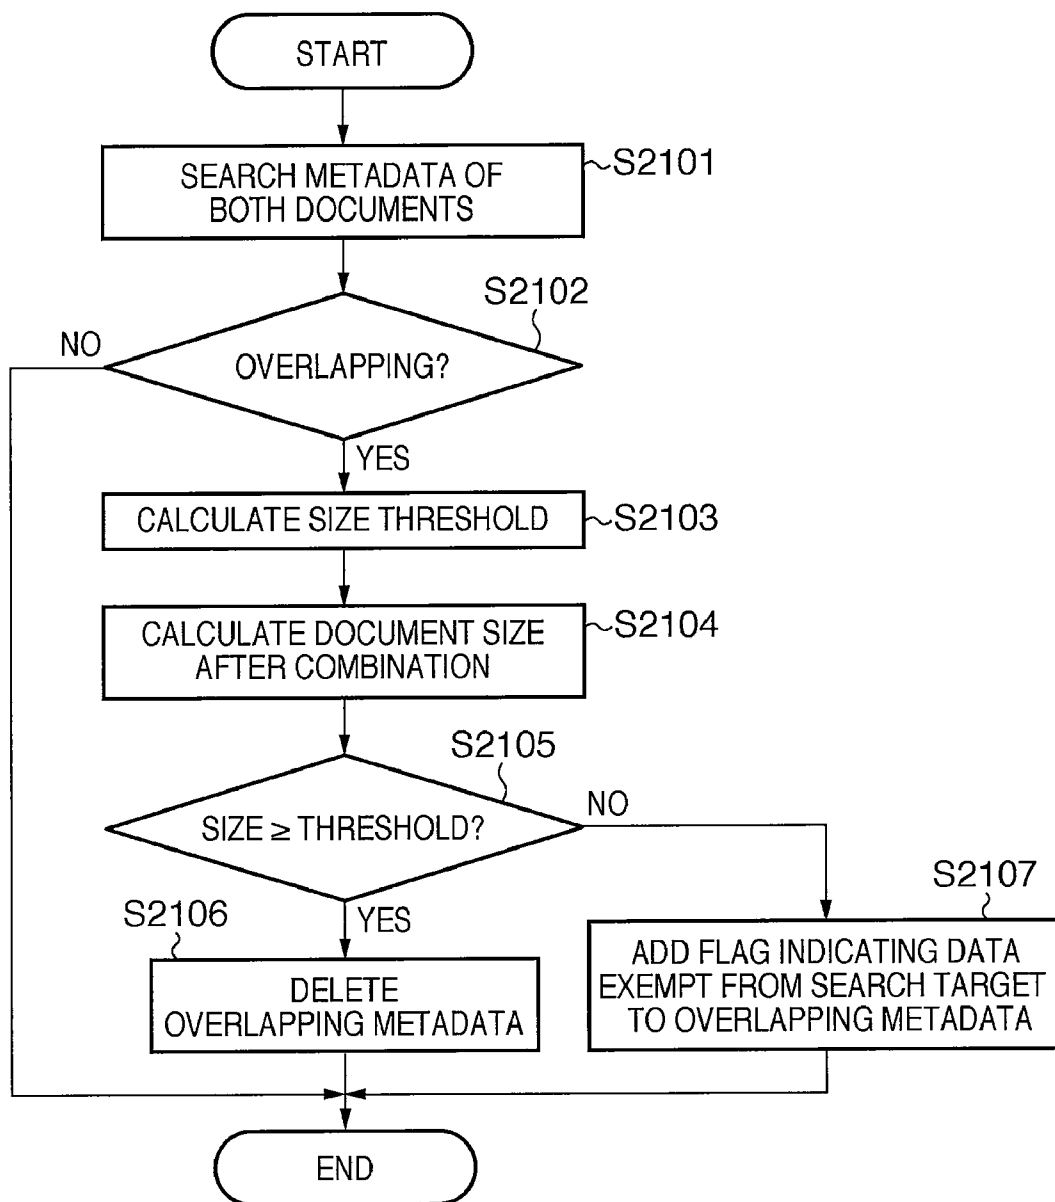 START
SEARCH METADATA OF
BOTH DOCUMENTS
S2101
S2102
NO
OVERLAPPING?
YES
CALCULATE SIZE THRESHOLD
S2103
CALCULATE DOCUMENT SIZE
AFTER COMBINATION
S2104
S2105
NO
SIZE ≥ THRESHOLD?
S2106
YES
S2107
DELETE
OVERLAPPING METADATA
ADD FLAG INDICATING DATA
EXEMPT FROM SEARCH TARGET
TO OVERLAPPING METADATA
END